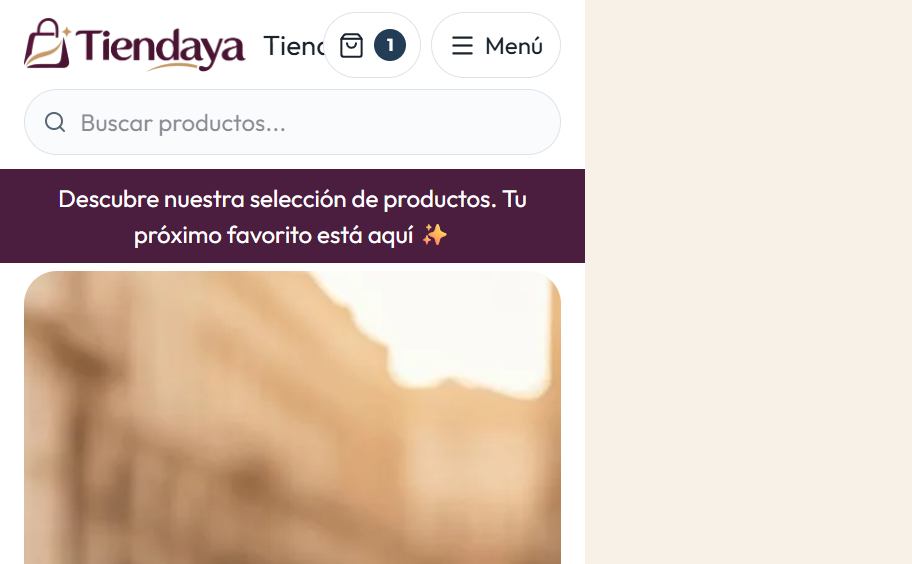 Tiendaya Tienc 1 Menú
Buscar productos...
Descubre nuestra selección de productos. Tu
próximo favorito está aquí ✨